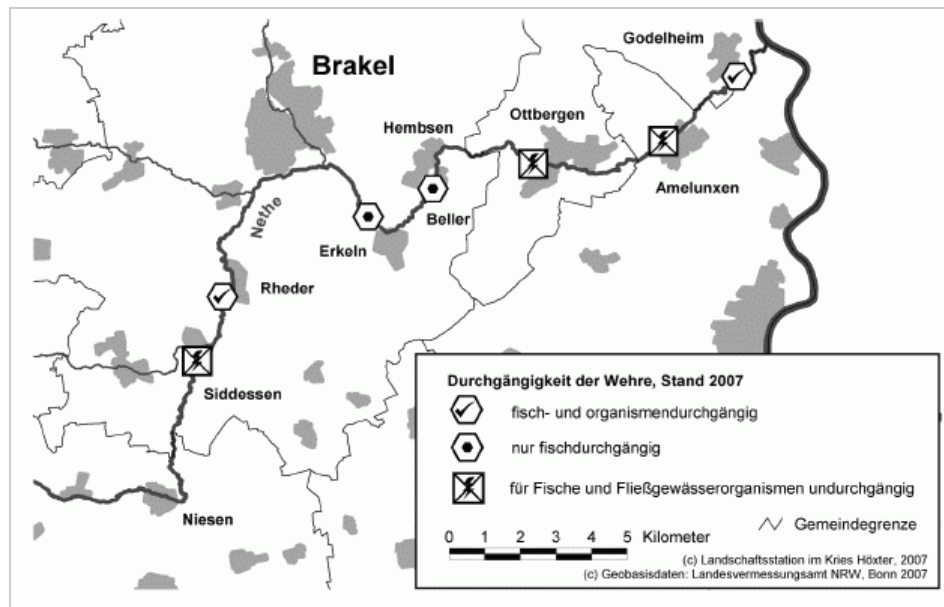 Godelheim
Brakel
Ottbergen
Hembsen
Amelunxen
Beller
Nethe
Erkeln
Rheder
Siddessen
Niesen
Durchgängigkeit der Wehre, Stand 2007
fisch- und organismendurchgängig
nur fischdurchgängig
für Fische und Fließgewässerorganismen undurchgängig
Gemeindegrenze
0 1 2 3 4 5 Kilometer
(c) Landschaftsstation im Kries Höxter, 2007
(c) Geobasisdaten: Landesvermessungsamt NRW, Bonn 2007